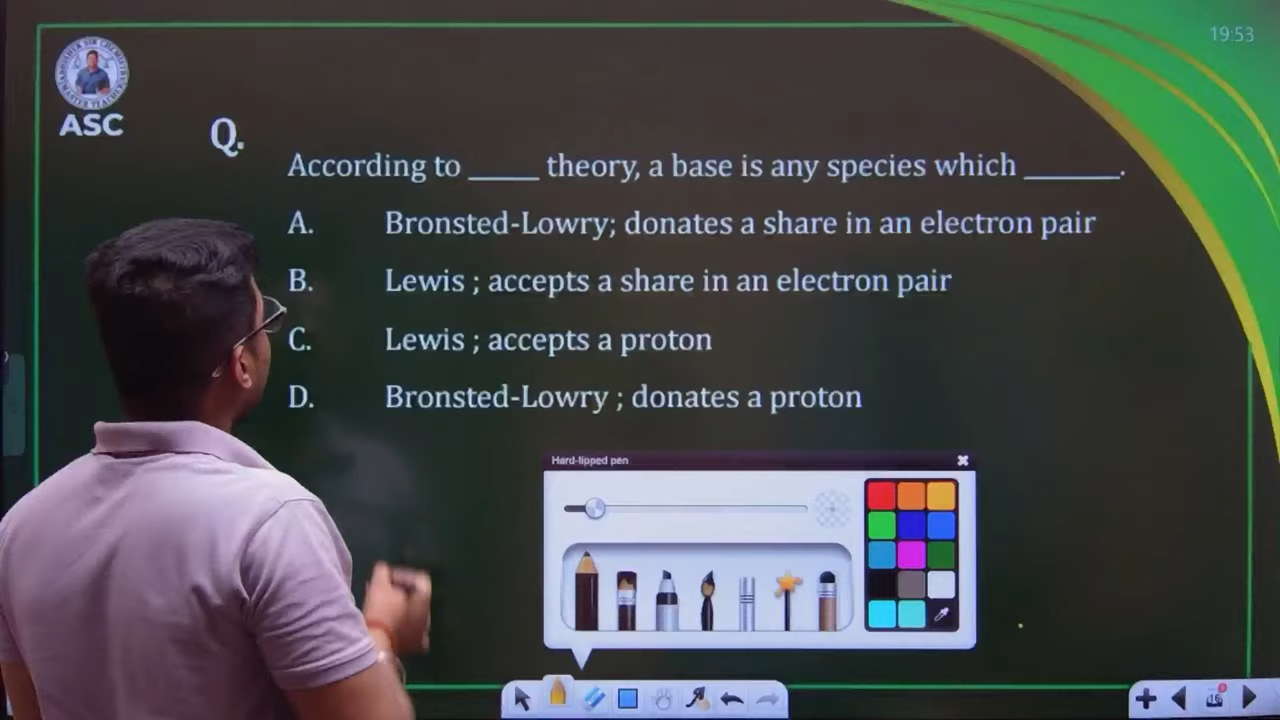 19:53
ASC
Q.
According to _____ theory, a base is any species which _______.
A. Bronsted-Lowry; donates a share in an electron pair
B. Lewis ; accepts a share in an electron pair
C. Lewis ; accepts a proton
D. Bronsted-Lowry ; donates a proton
Hard-tipped pen
16